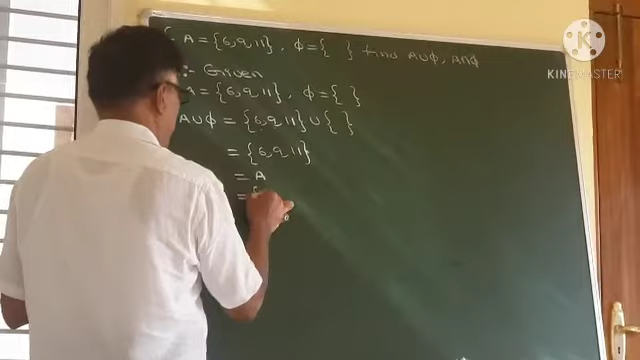 A = {6, 9, 11}, φ = { } find A∪φ, A∩φ
KINEMASTER
:- Given
A = {6, 9, 11}, φ = { }
A∪φ = {6, 9, 11} ∪ { }
= {6, 9, 11}
= A
= {